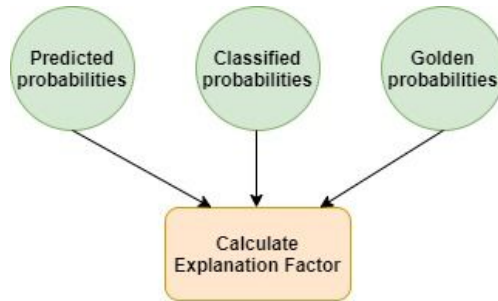 Predicted
probabilities
Classified
probabilities
Golden
probabilities
Calculate
Explanation Factor